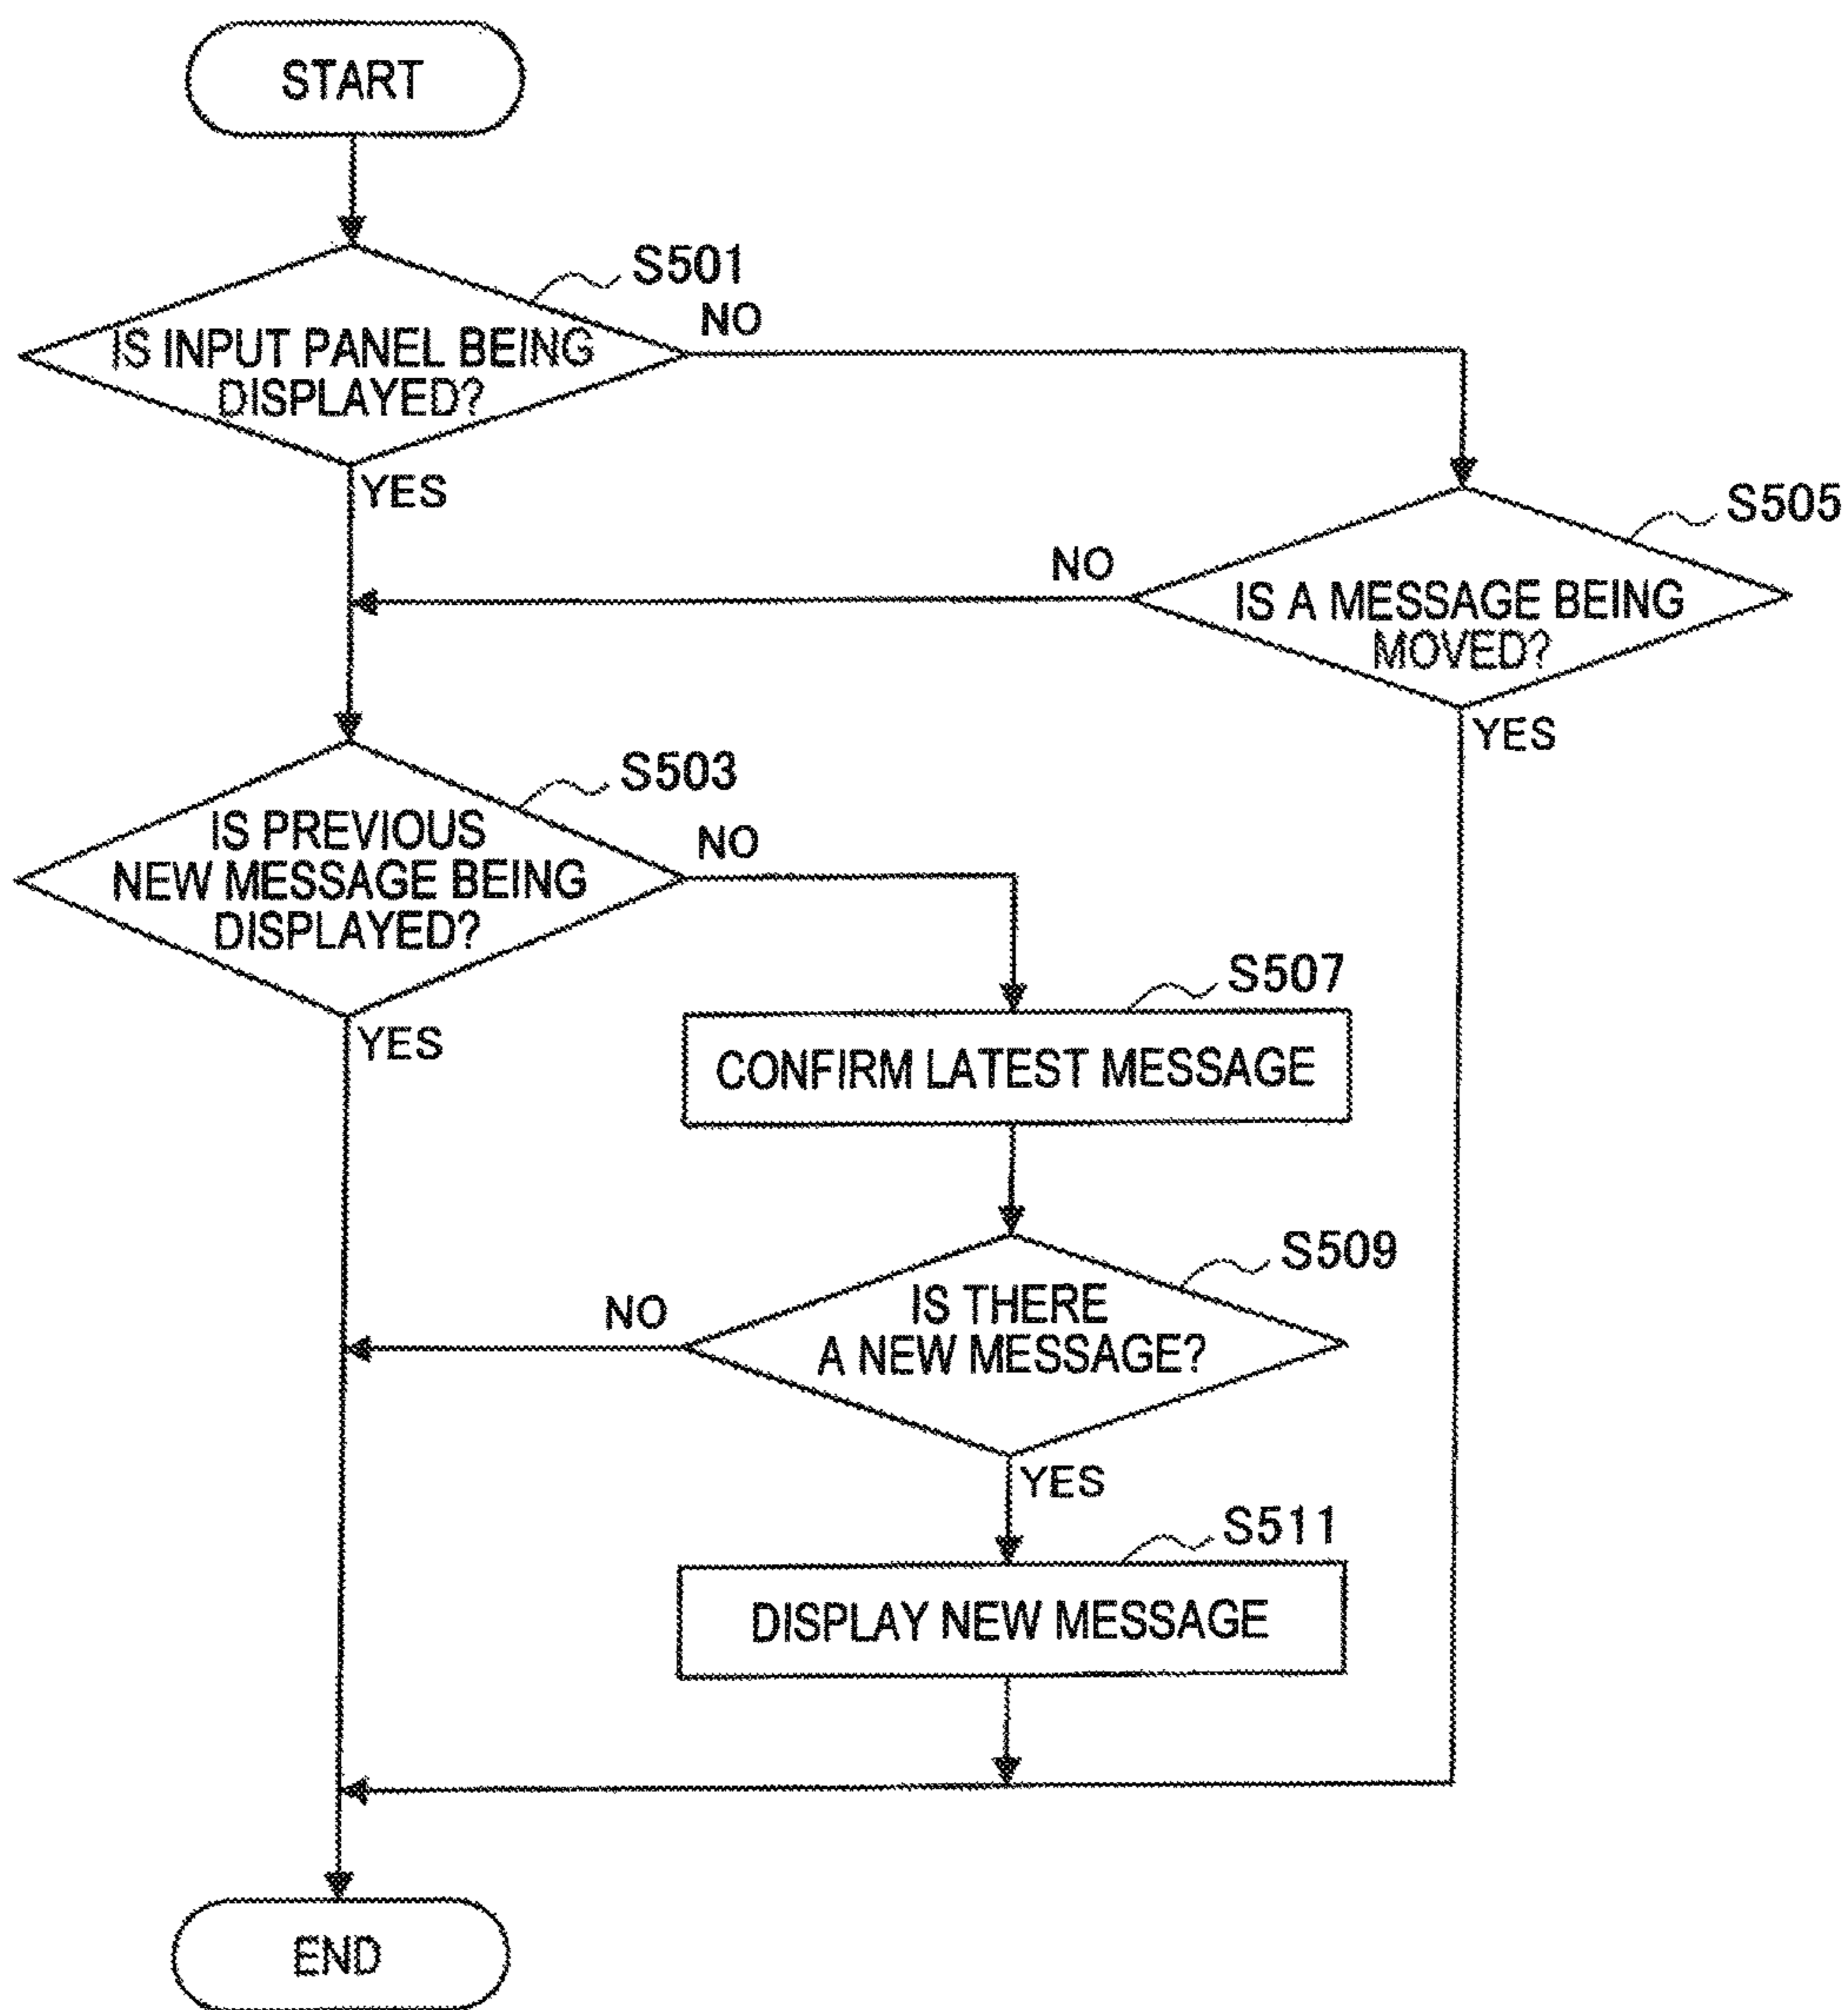 START
S501
IS INPUT PANEL BEING
DISPLAYED?
NO
YES
S505
IS A MESSAGE BEING
MOVED?
NO
YES
S503
IS PREVIOUS
NEW MESSAGE BEING
DISPLAYED?
NO
YES
S507
CONFIRM LATEST MESSAGE
S509
IS THERE
A NEW MESSAGE?
NO
YES
S511
DISPLAY NEW MESSAGE
END